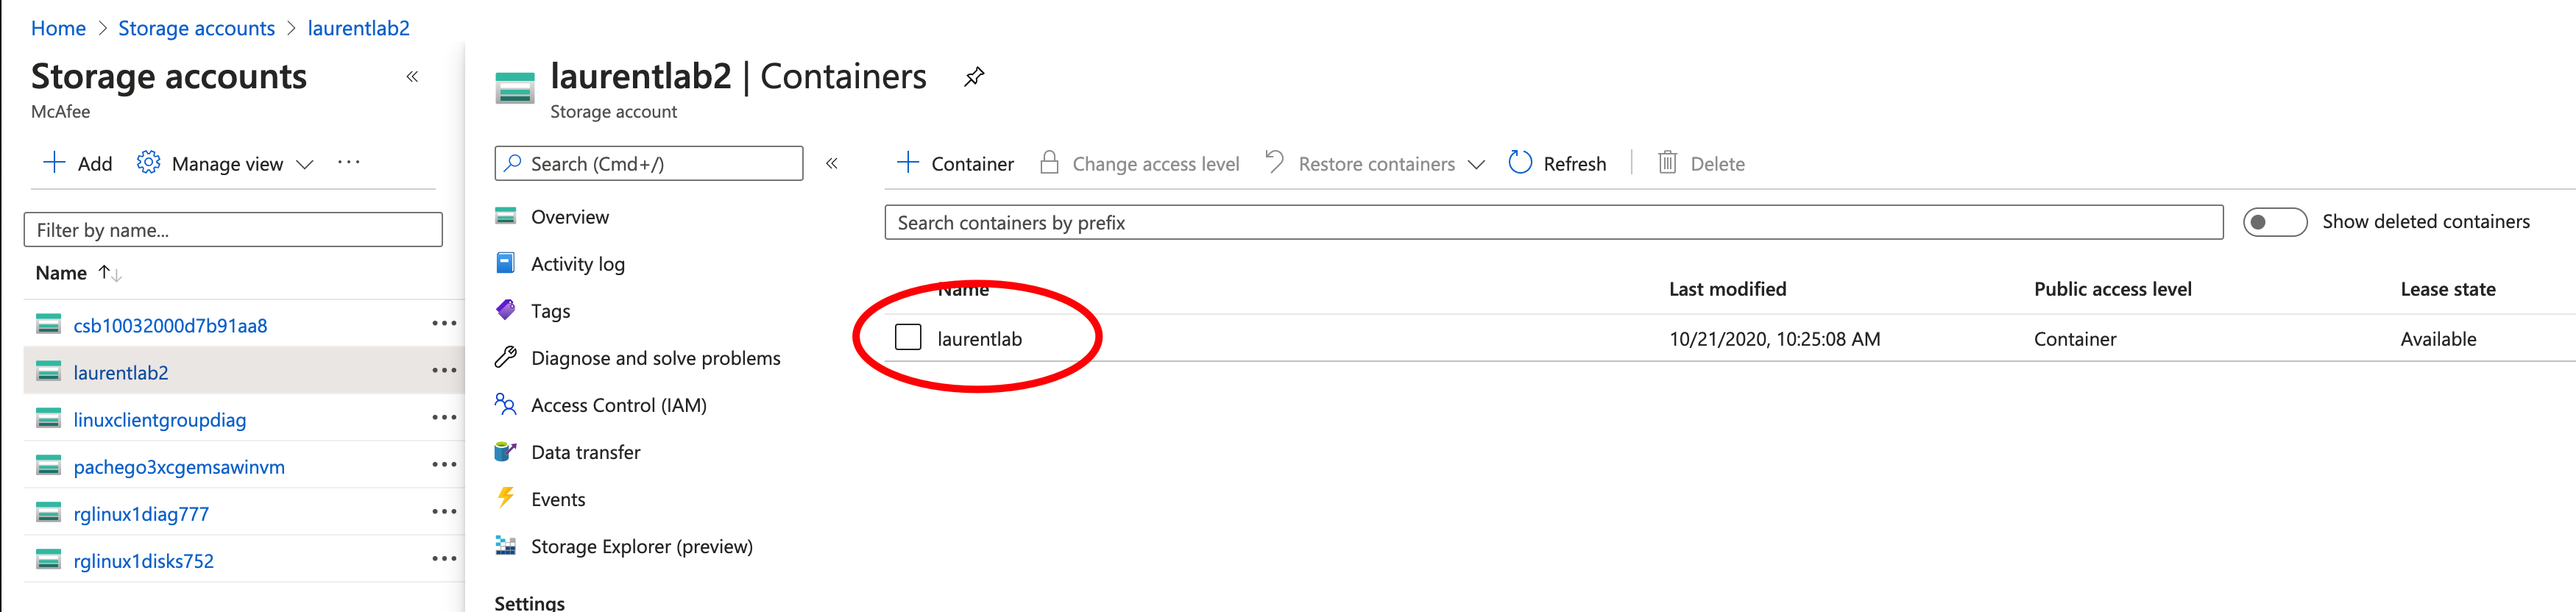 Home > Storage accounts > laurentlab2
Storage accounts
McAfee
Add Manage view
Filter by name...
Name
csb10032000d7b91aa8
laurentlab2
linuxclientgroupdiag
pachego3xcgemsawinvm
rglinux1diag777
rglinux1disks752
laurentlab2 | Containers
Storage account
Search (Cmd+/)
Overview
Activity log
Tags
Diagnose and solve problems
Access Control (IAM)
Data transfer
Events
Storage Explorer (preview)
Settings
Container Change access level Restore containers Refresh Delete
Search containers by prefix
Show deleted containers
Name Last modified Public access level Lease state
laurentlab 10/21/2020, 10:25:08 AM Container Available